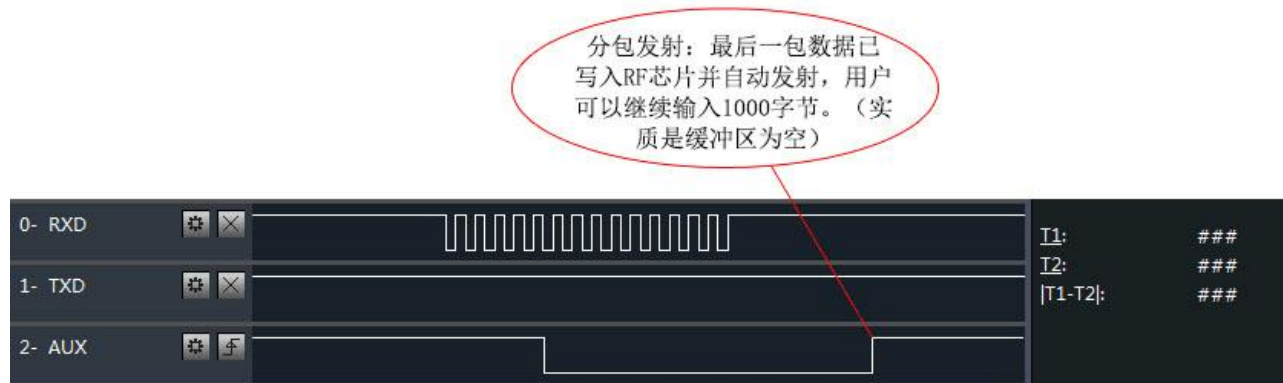 分包发射：最后一包数据已
写入RF芯片并自动发射，用户
可以继续输入1000字节。（实
质是缓冲区为空）
0- RXD
1- TXD
2- AUX
T1: ###
T2: ###
|T1-T2|: ###